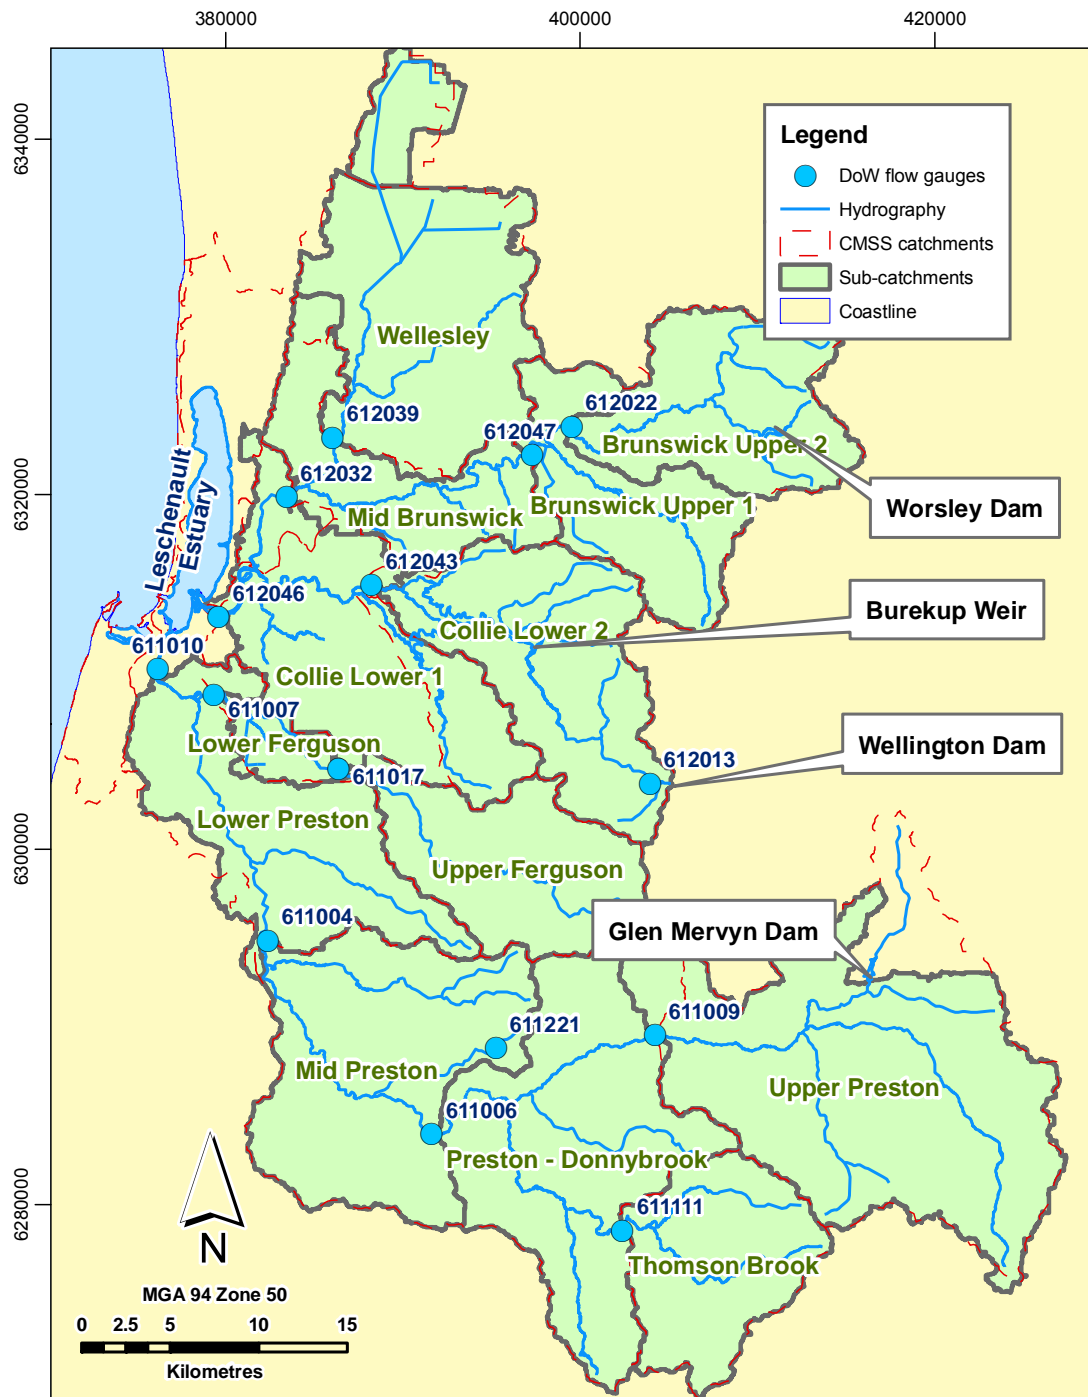 380000
400000
420000
6340000
6320000
6300000
6280000
Legend
DoW flow gauges
Hydrography
CMSS catchments
Sub-catchments
Coastline
Wellesley
612039
612022
612047
Brunswick Upper 2
612032
Mid Brunswick
Brunswick Upper 1
Worsley Dam
Leschenault
Estuary
612043
612046
Collie Lower 2
Burekup Weir
611010
Collie Lower 1
611007
Lower Ferguson
611017
612013
Wellington Dam
Lower Preston
Upper Ferguson
611004
Glen Mervyn Dam
611221
611009
Mid Preston
Upper Preston
611006
Preston - Donnybrook
611111
Thomson Brook
N
MGA 94 Zone 50
0 2.5 5 10 15
Kilometres